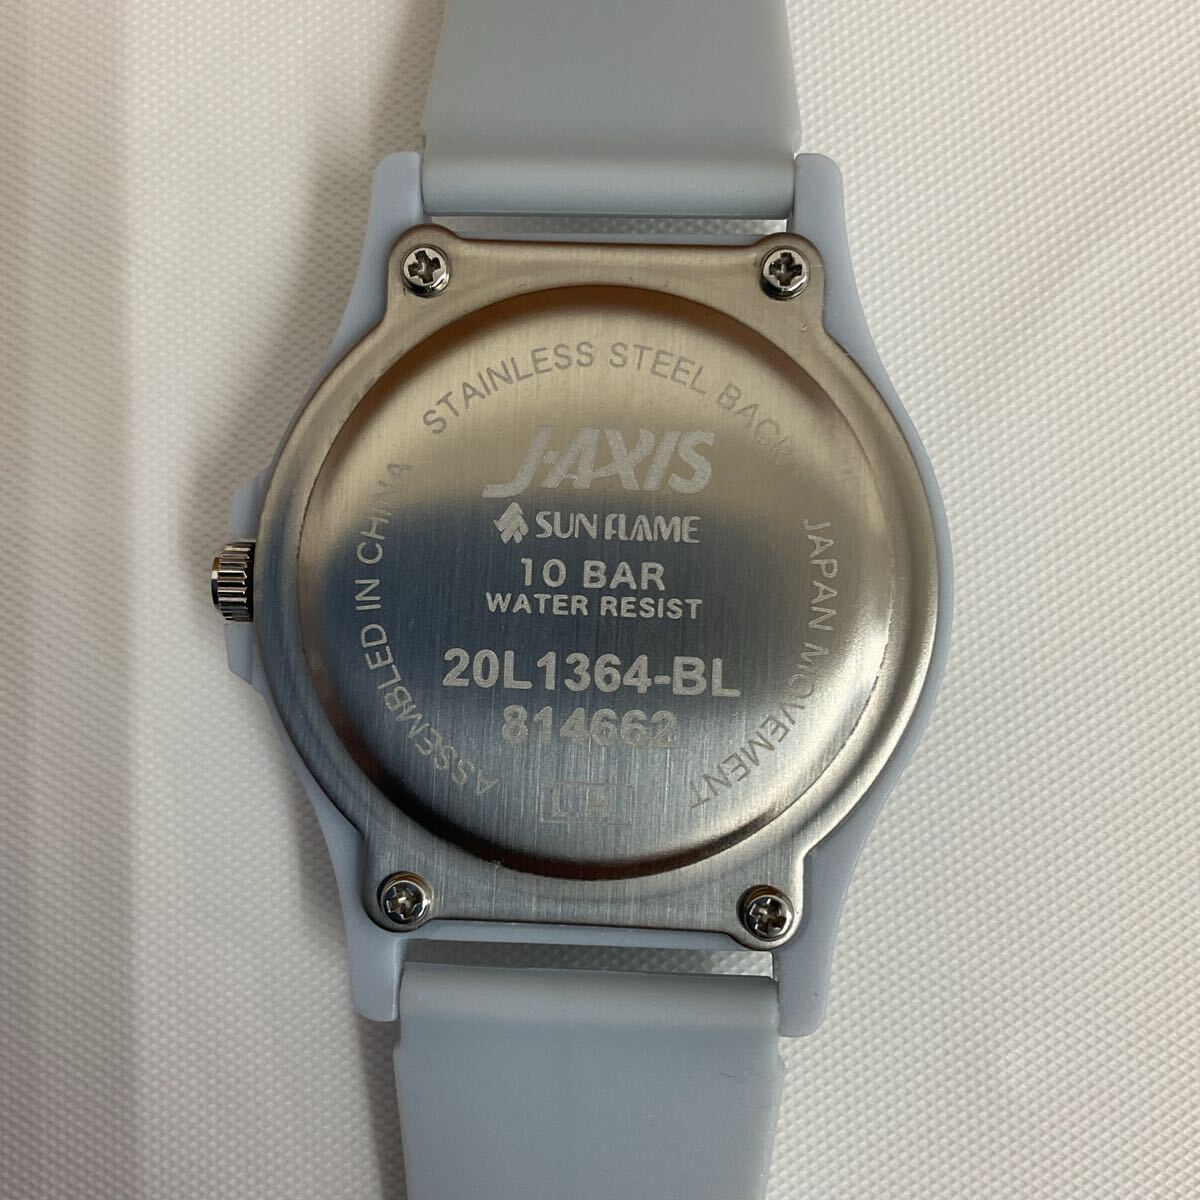 STAINLESS STEEL BACK
J-AXIS
SUN FLAME
10 BAR
WATER RESIST
20L1364-BL
814662
JAPAN MOVEMENT
ASSEMBLED IN CHINA